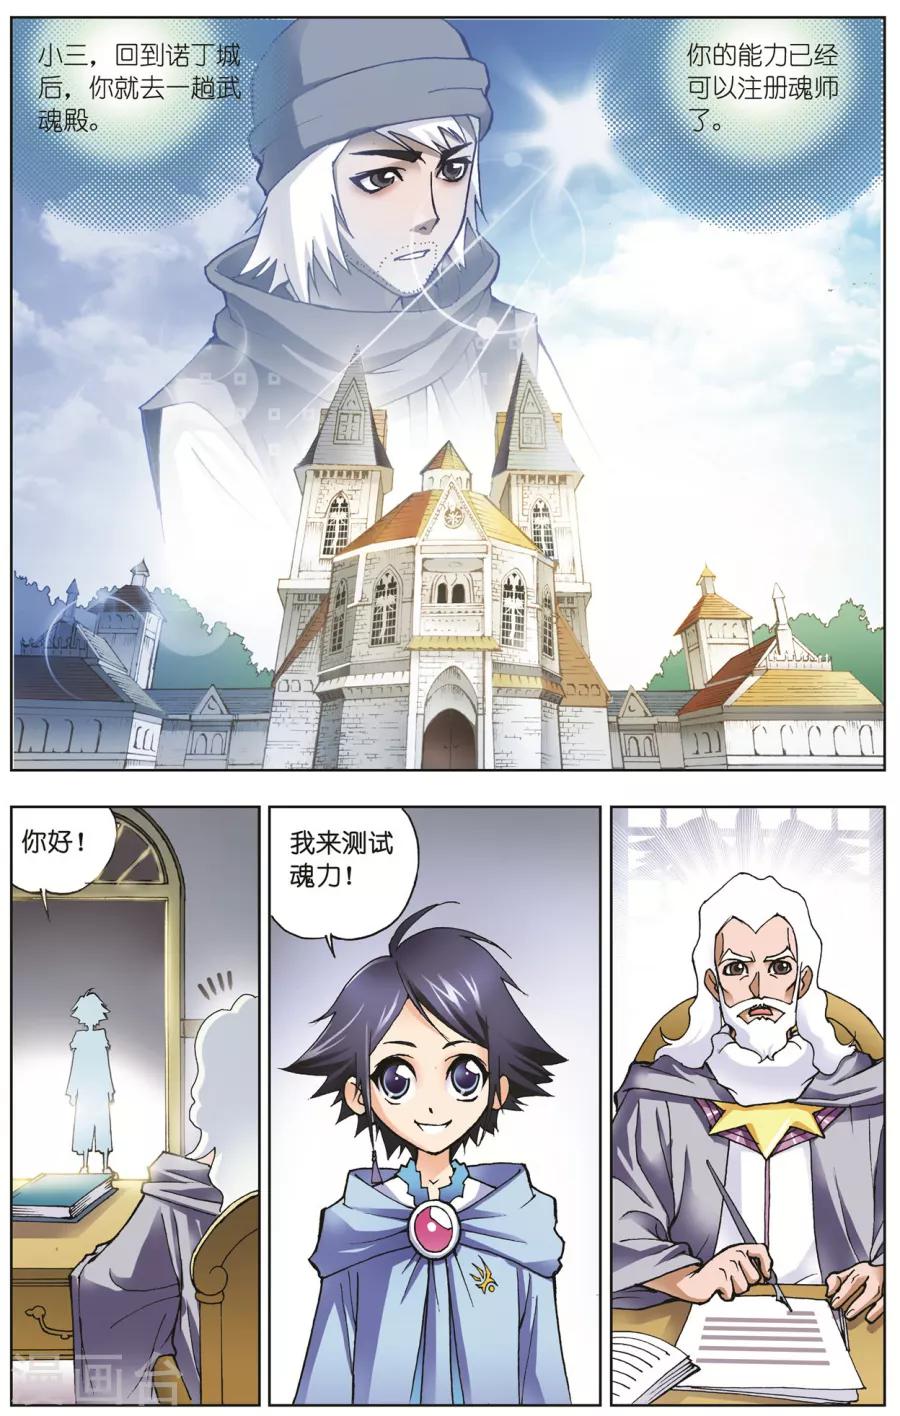 小三，回到诺丁城
后，你就去一趟武
魂殿。
你的能力已经
可以注册魂师
了。
你好！
我来测试
魂力！
漫画台